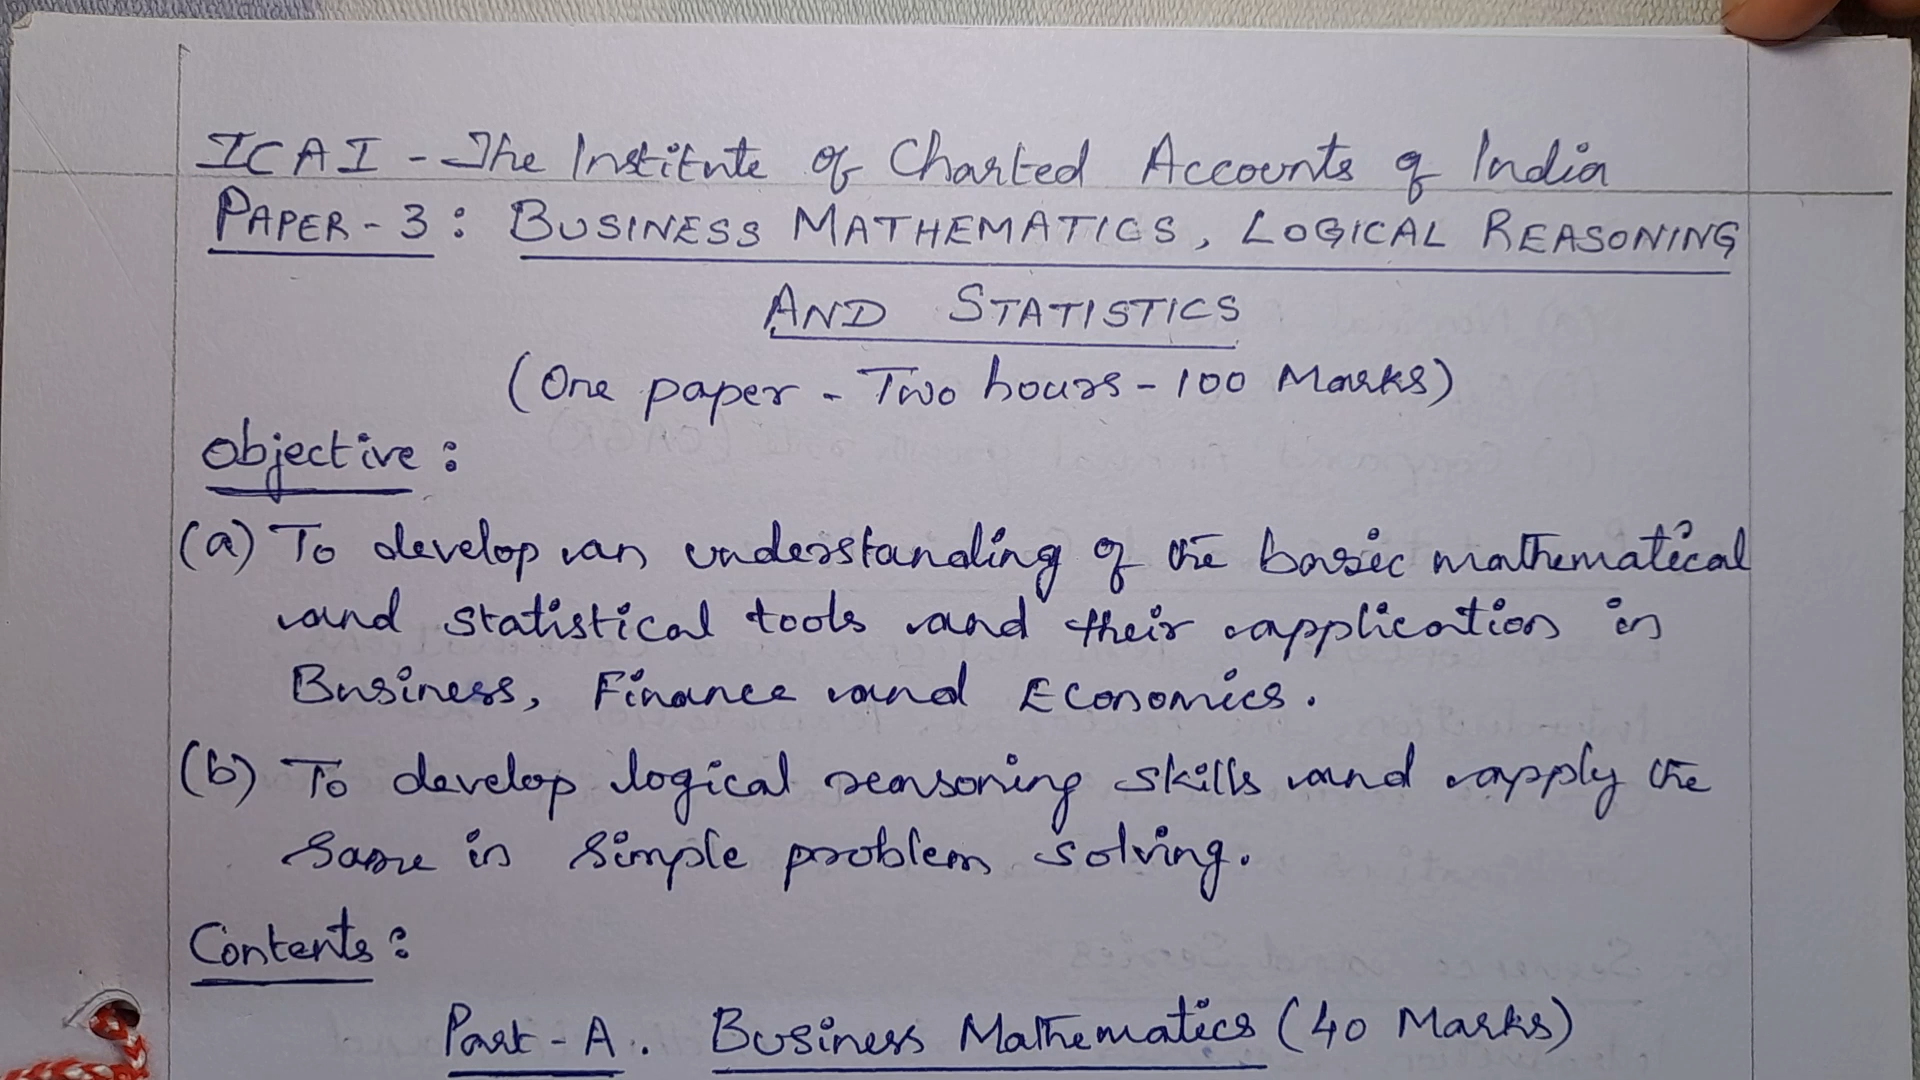 ICAI - The Institute of Charted Accounts of India
PAPER - 3 : BUSINESS MATHEMATICS, LOGICAL REASONING
AND STATISTICS
(One paper - Two hours - 100 Marks)
Objective :
(a) To develop an understanding of the basic mathematical
and statistical tools and their application in
Business, Finance and Economics.
(b) To develop logical reasoning skills and apply the
same in simple problem solving.
Contents :
Part - A. Business Mathematics (40 Marks)